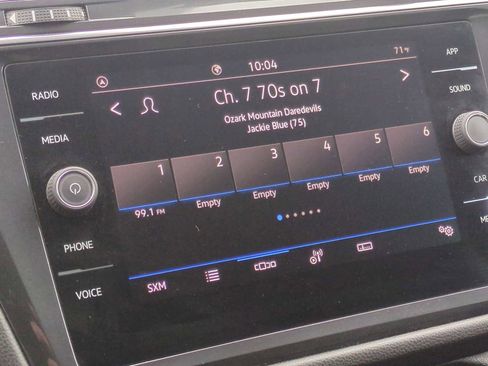 10:04
71°F
RADIO
APP
Ch. 7 70s on 7
SOUND
Ozark Mountain Daredevils
Jackie Blue (75)
MEDIA
1 2 3 4 5 6
99.1 FM Empty Empty Empty Empty Empty
CAR
PHONE
VOICE
SXM